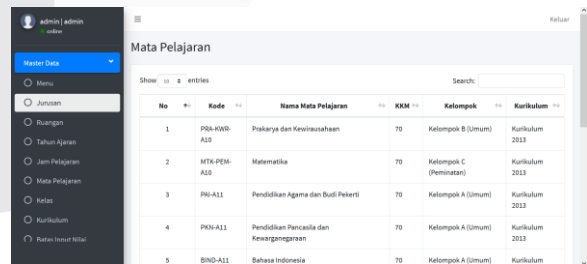 admin | admin
online
Keluar
Master Data
Menu
Jurusan
Ruangan
Tahun Ajaran
Jam Pelajaran
Mata Pelajaran
Kelas
Kurikulum
Batas Input Nilai
Mata Pelajaran
Show 10 entries
Search:
No Kode Nama Mata Pelajaran KKM Kelompok Kurikulum
1 PRA-KWR- Prakarya dan Kewirausahaan 70 Kelompok B (Umum) Kurikulum
A10 2013
2 MTK-PEM- Matematika 70 Kelompok C Kurikulum
A10 (Peminatan) 2013
3 PAI-A11 Pendidikan Agama dan Budi Pekerti 70 Kelompok A (Umum) Kurikulum
2013
4 PKN-A11 Pendidikan Pancasila dan 70 Kelompok A (Umum) Kurikulum
Kewarganegaraan 2013
5 BIND-A11 Bahasa Indonesia 70 Kelompok A (Umum) Kurikulum